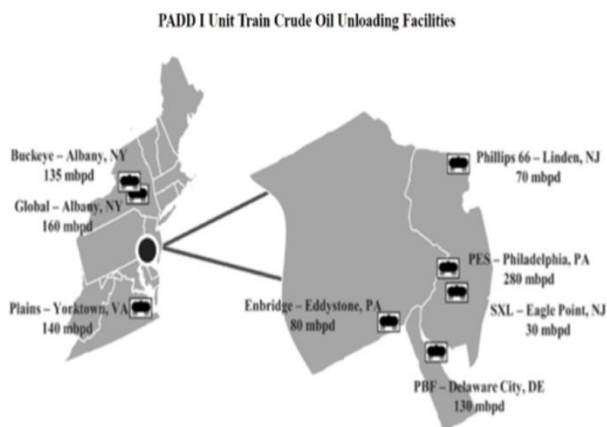 PADD I Unit Train Crude Oil Unloading Facilities
Buckeye – Albany, NY
135 mbpd
Global – Albany, NY
160 mbpd
Plains – Yorktown, VA
140 mbpd
Phillips 66 – Linden, NJ
70 mbpd
PES – Philadelphia, PA
280 mbpd
SXL – Eagle Point, NJ
30 mbpd
Enbridge – Eddystone, PA
80 mbpd
PBF – Delaware City, DE
130 mbpd